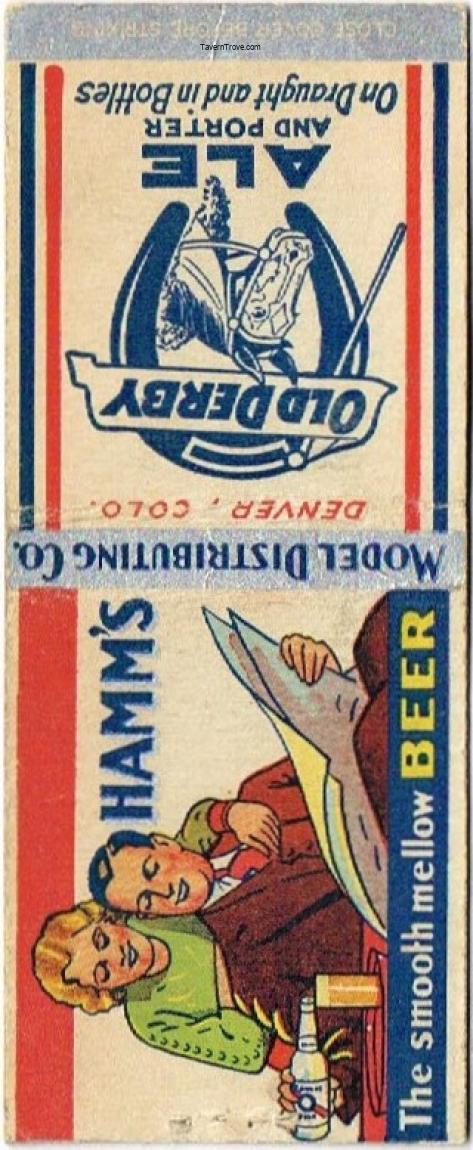 CLOSE COVER BEFORE STRIKING
TavernTrove.com
On Draught and in Bottles
AND PORTER
ALE
OLD DERBY
DENVER, COLO.
MODEL DISTRIBUTING CO.
HAMM'S
The smooth mellow BEER